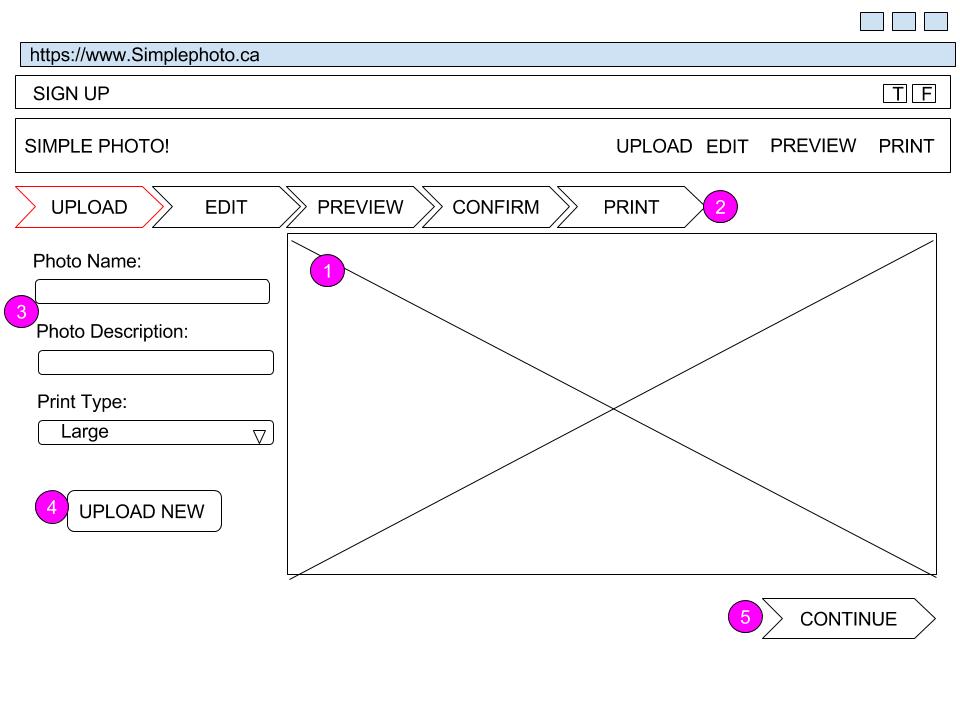 https://www.Simplephoto.ca
SIGN UP T F
SIMPLE PHOTO! UPLOAD EDIT PREVIEW PRINT
UPLOAD EDIT PREVIEW CONFIRM PRINT 2
Photo Name:
1
3
Photo Description:
Print Type:
Large
4 UPLOAD NEW
5 CONTINUE